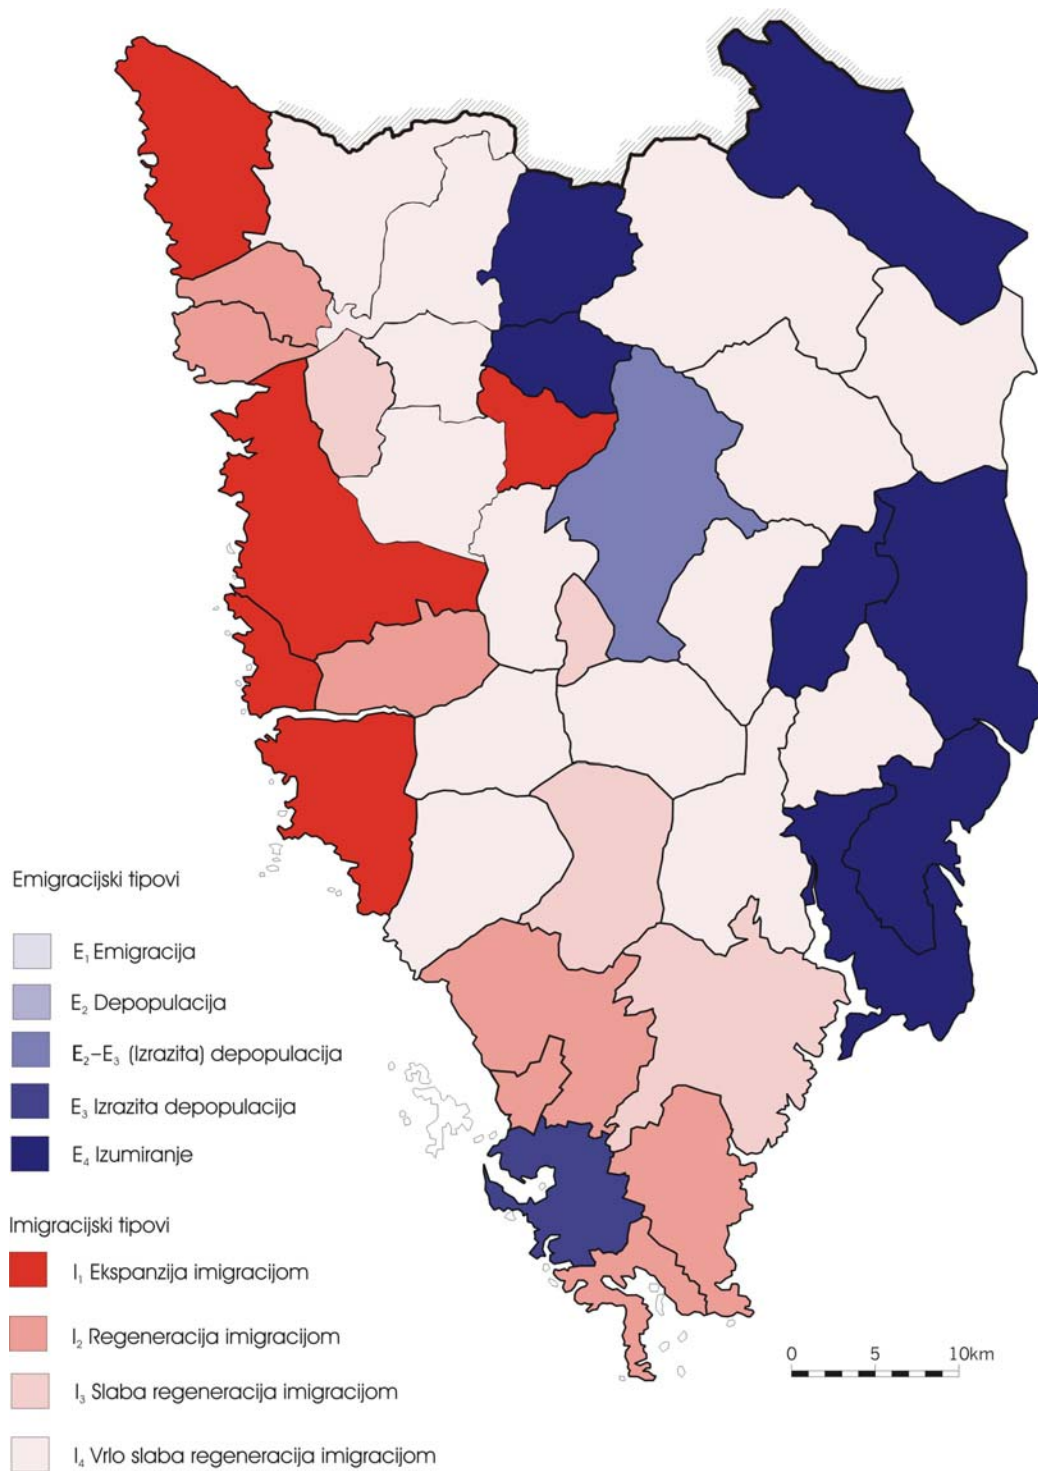 Emigracijski tipovi
E₁ Emigracija
E₂ Depopulacija
E₂–E₃ (Izrazita) depopulacija
E₃ Izrazita depopulacija
E₄ Izumiranje
Imigracijski tipovi
I₁ Ekspanzija imigracijom
I₂ Regeneracija imigracijom
I₃ Slaba regeneracija imigracijom
I₄ Vrlo slaba regeneracija imigracijom
0 5 10km